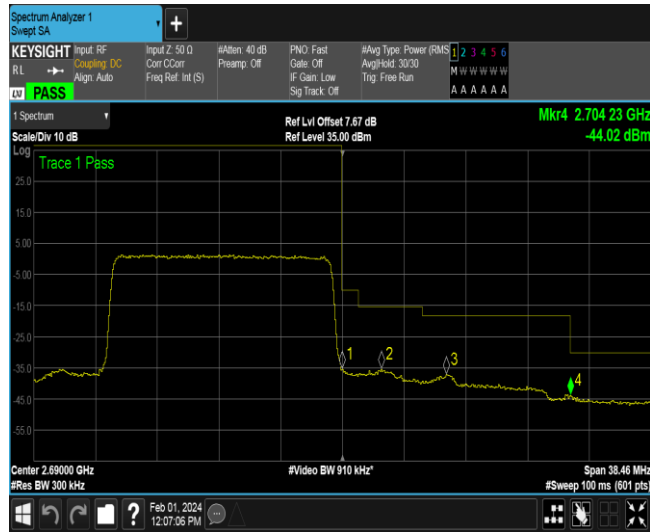 Spectrum Analyzer 1
Swept SA
+
KEYSIGHT
RL
LXI PASS
Input: RF
Coupling: DC
Align: Auto
Input Z: 50 Ω
Corr CCorr
Freq Ref: Int (S)
#Atten: 40 dB
Preamp: Off
PNO: Fast
Gate: Off
IF Gain: Low
Sig Track: Off
#Avg Type: Power (RMS
Avg|Hold: 30/30
Trig: Free Run
1 2 3 4 5 6
M W W W W W
A A A A A A
1 Spectrum
Scale/Div 10 dB
Ref Lvl Offset 7.67 dB
Ref Level 35.00 dBm
Mkr4 2.704 23 GHz
-44.02 dBm
Log
Trace 1 Pass
25.0
15.0
5.00
-5.00
-15.0
-25.0
-35.0
-45.0
-55.0
1
2
3
4
Center 2.69000 GHz
#Video BW 910 kHz*
Span 38.46 MHz
#Res BW 300 kHz
#Sweep 100 ms (601 pts)
?
Feb 01, 2024
12:07:06 PM